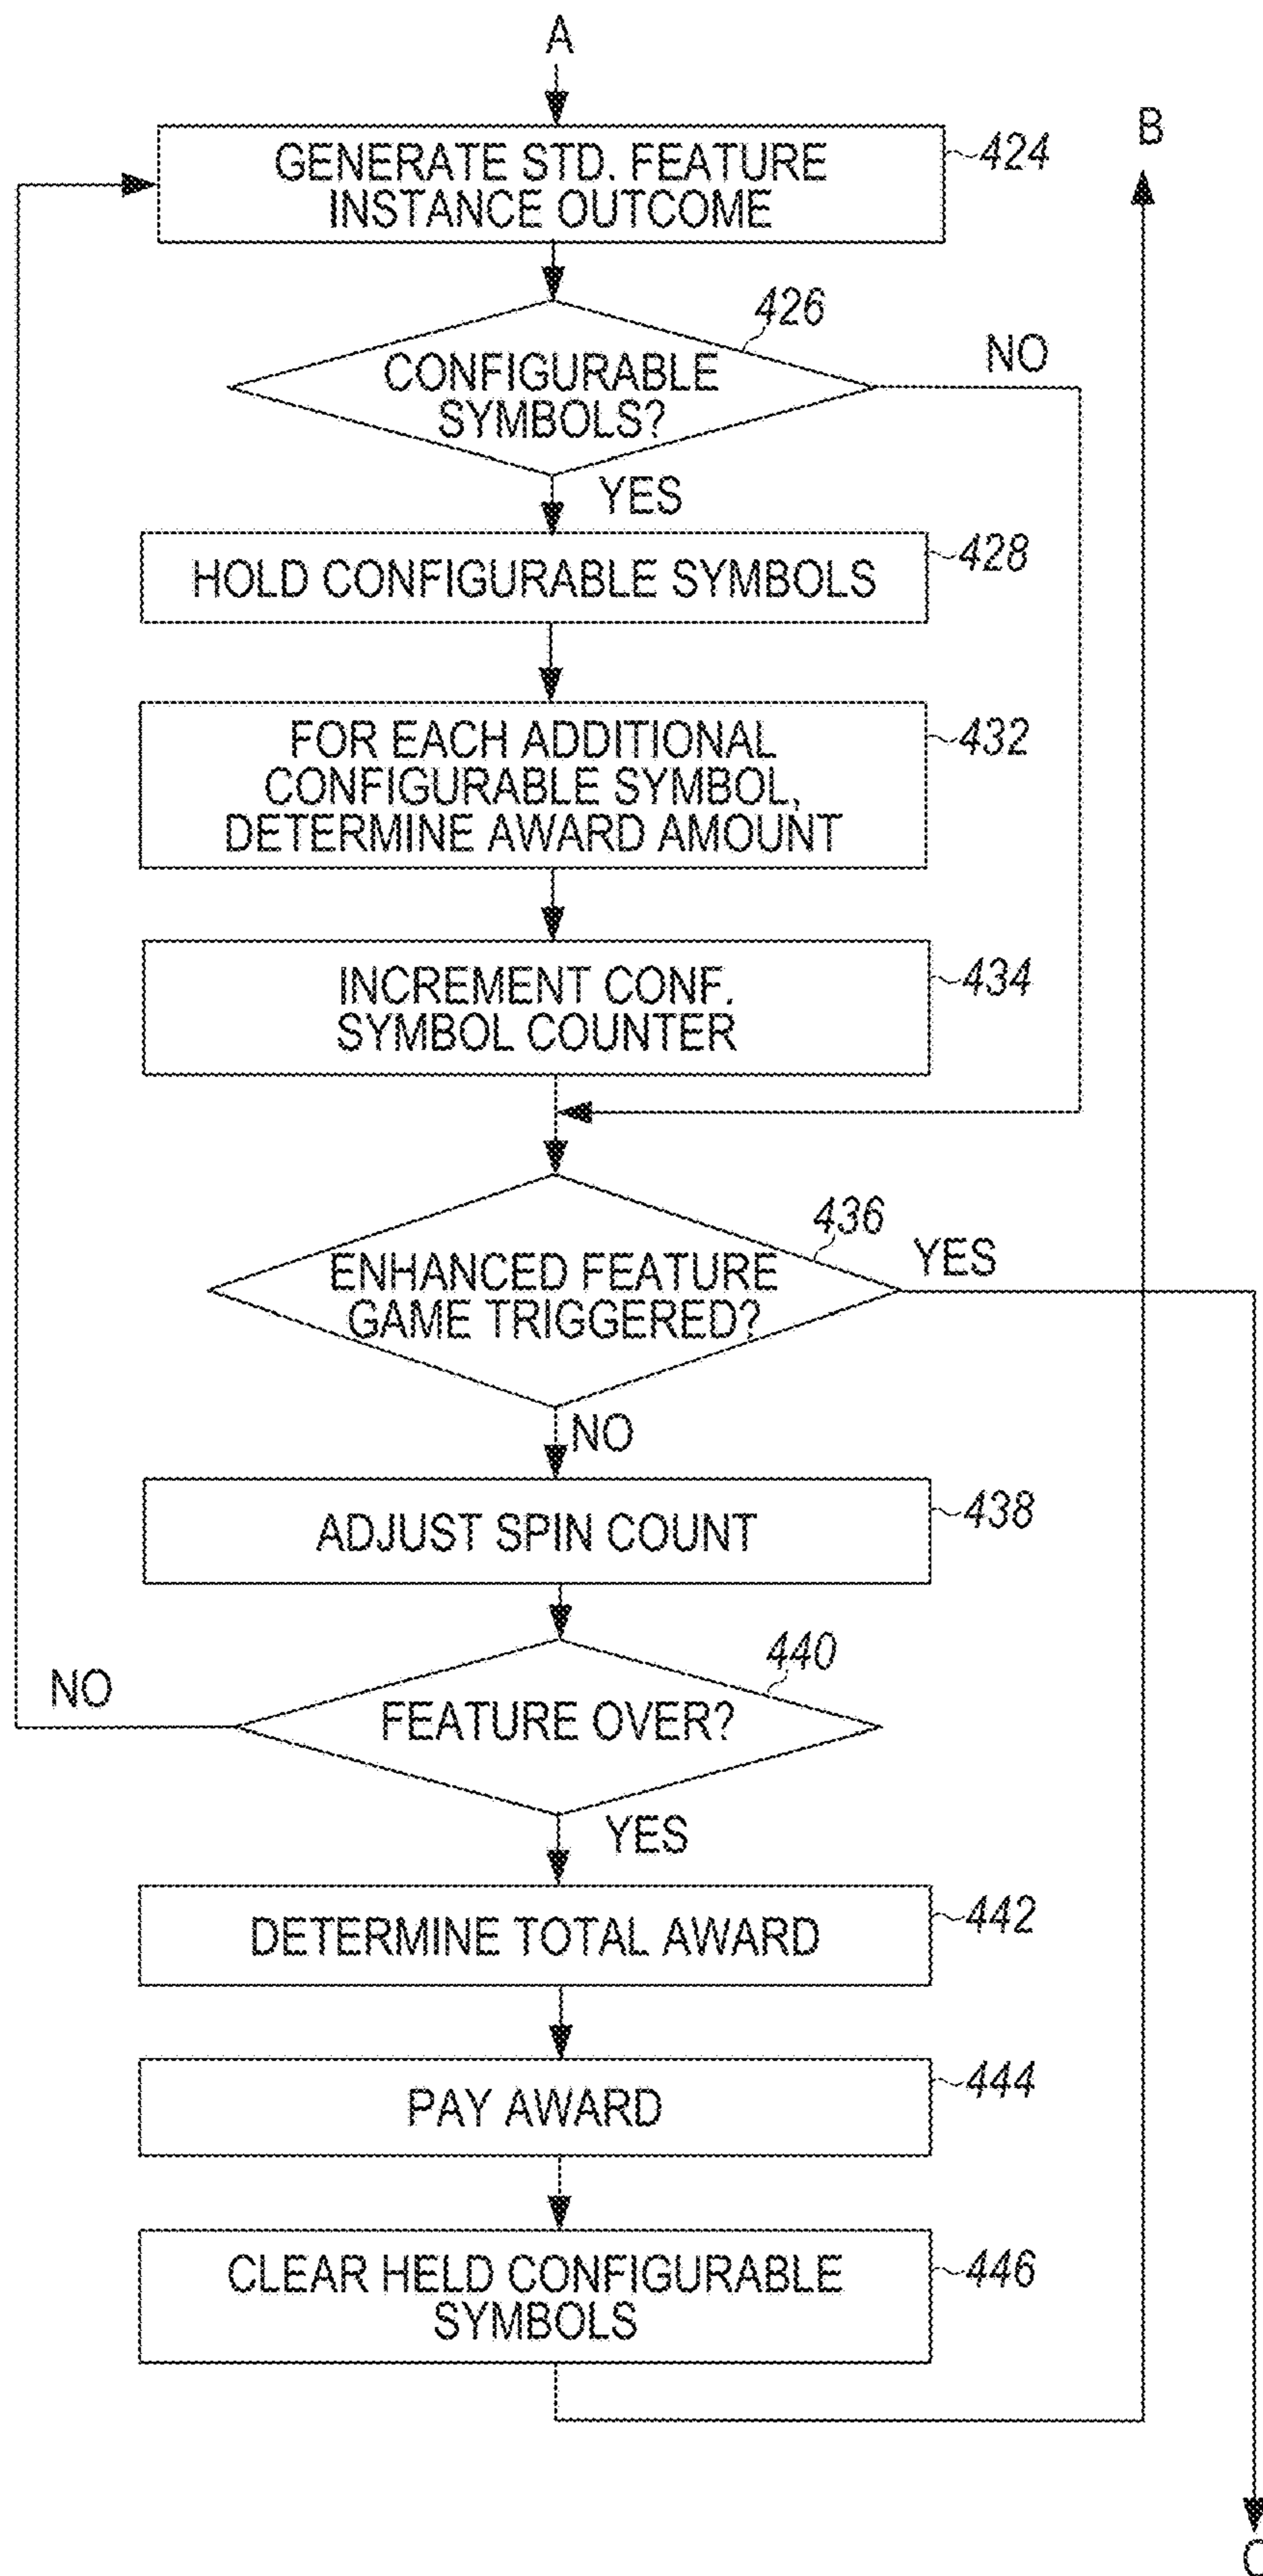 A
B
GENERATE STD. FEATURE
INSTANCE OUTCOME
424
426
CONFIGURABLE
SYMBOLS?
NO
YES
HOLD CONFIGURABLE SYMBOLS
428
FOR EACH ADDITIONAL
CONFIGURABLE SYMBOL,
DETERMINE AWARD AMOUNT
432
INCREMENT CONF.
SYMBOL COUNTER
434
436
ENHANCED FEATURE
GAME TRIGGERED?
YES
NO
ADJUST SPIN COUNT
438
440
FEATURE OVER?
NO
YES
DETERMINE TOTAL AWARD
442
PAY AWARD
444
CLEAR HELD CONFIGURABLE
SYMBOLS
446
C